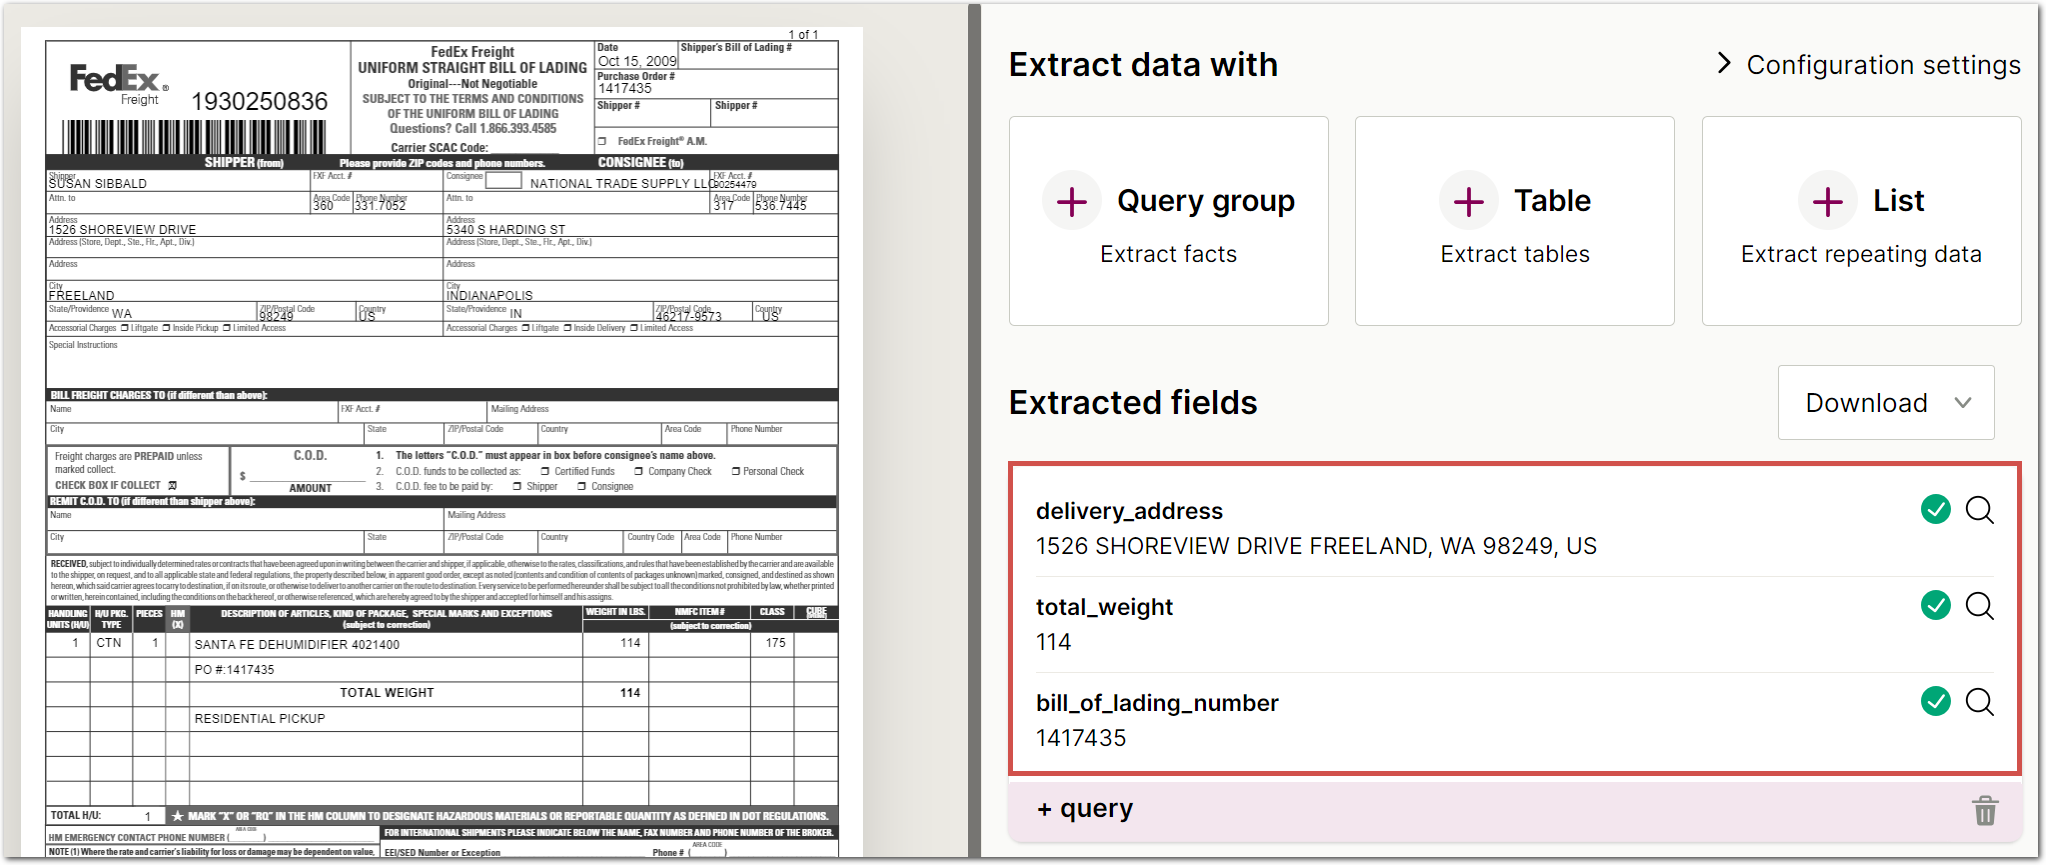 1 of 1
FedEx®
Freight
1930250836
FedEx Freight
UNIFORM STRAIGHT BILL OF LADING
Original---Not Negotiable
SUBJECT TO THE TERMS AND CONDITIONS
OF THE UNIFORM BILL OF LADING
Questions? Call 1.866.393.4585
Carrier SCAC Code:
Date
Oct 15, 2009
Shipper's Bill of Lading #
Purchase Order #
1417435
Shipper # Shipper #
FedEx Freight® A.M.
SHIPPER (from) Please provide ZIP codes and phone numbers. CONSIGNEE (to)
Shipper FXF Acct. # Consignee FXF Acct. #
SUSAN SIBBALD NATIONAL TRADE SUPPLY LLC 90254479
Attn. to Area Code Phone Number Attn. to Area Code Phone Number
360 331.7052 317 536.7445
Address Address
1526 SHOREVIEW DRIVE 5340 S HARDING ST
Address (Store, Dept., Ste., Flr., Apt., Div.) Address (Store, Dept., Ste., Flr., Apt., Div.)
Address Address
City City
FREELAND INDIANAPOLIS
State/Providence WA ZIP/Postal Code Country State/Providence IN ZIP/Postal Code Country
98249 US 46217-9573 US
Accessorial Charges Liftgate Inside Pickup Limited Access Accessorial Charges Liftgate Inside Delivery Limited Access
Special Instructions
BILL FREIGHT CHARGES TO (if different than above):
Name FXF Acct. # Mailing Address
City State ZIP/Postal Code Country Area Code Phone Number
Freight charges are PREPAID unless
marked collect.
CHECK BOX IF COLLECT
C.O.D.
$
AMOUNT
1. The letters "C.O.D." must appear in box before consignee's name above.
2. C.O.D. funds to be collected as: Certified Funds Company Check Personal Check
3. C.O.D. fee to be paid by: Shipper Consignee
REMIT C.O.D. TO (if different than shipper above):
Name Mailing Address
City State ZIP/Postal Code Country Country Code Area Code Phone Number
RECEIVED, subject to individually determined rates or contracts that have been agreed upon in writing between the carrier and shipper, if applicable, otherwise to the rates, classifications, and rules that have been established by the carrier and are available
to the shipper, on request, and to all applicable state and federal regulations, the property described below, in apparent good order, except as noted (contents and condition of contents of packages unknown) marked, consigned, and destined as shown
hereon, which said carrier agrees to carry to destination, if on its route, or otherwise to deliver to another carrier on the route to destination. Every service to be performed hereunder shall be subject to all the conditions not prohibited by law, whether printed
or written, herein contained, including the conditions on the back hereof, or otherwise referenced, which are hereby agreed to by the shipper and accepted for himself and his assigns.
HANDLING UNITS (H/U) H/U PKG. TYPE PIECES HM (X) DESCRIPTION OF ARTICLES, KIND OF PACKAGE, SPECIAL MARKS AND EXCEPTIONS (subject to correction) WEIGHT IN LBS. NMFC ITEM # CLASS CUBE
(subject to correction)
1 CTN 1 SANTA FE DEHUMIDIFIER 4021400 114 175
PO #:1417435
TOTAL WEIGHT 114
RESIDENTIAL PICKUP
TOTAL H/U: 1 ★ MARK "X" OR "RQ" IN THE HM COLUMN TO DESIGNATE HAZARDOUS MATERIALS OR REPORTABLE QUANTITY AS DEFINED IN DOT REGULATIONS.
HM EMERGENCY CONTACT PHONE NUMBER ( AREA CODE )
FOR INTERNATIONAL SHIPMENTS PLEASE INDICATE BELOW THE NAME, FAX NUMBER AND PHONE NUMBER OF THE BROKER.
NOTE (1) Where the rate and carrier's liability for loss or damage may be dependent on value,
EEI/SED Number or Exception Phone # ( AREA CODE )
Extract data with
Configuration settings
Query group
Extract facts
Table
Extract tables
List
Extract repeating data
Extracted fields
Download
delivery_address
1526 SHOREVIEW DRIVE FREELAND, WA 98249, US
total_weight
114
bill_of_lading_number
1417435
+ query